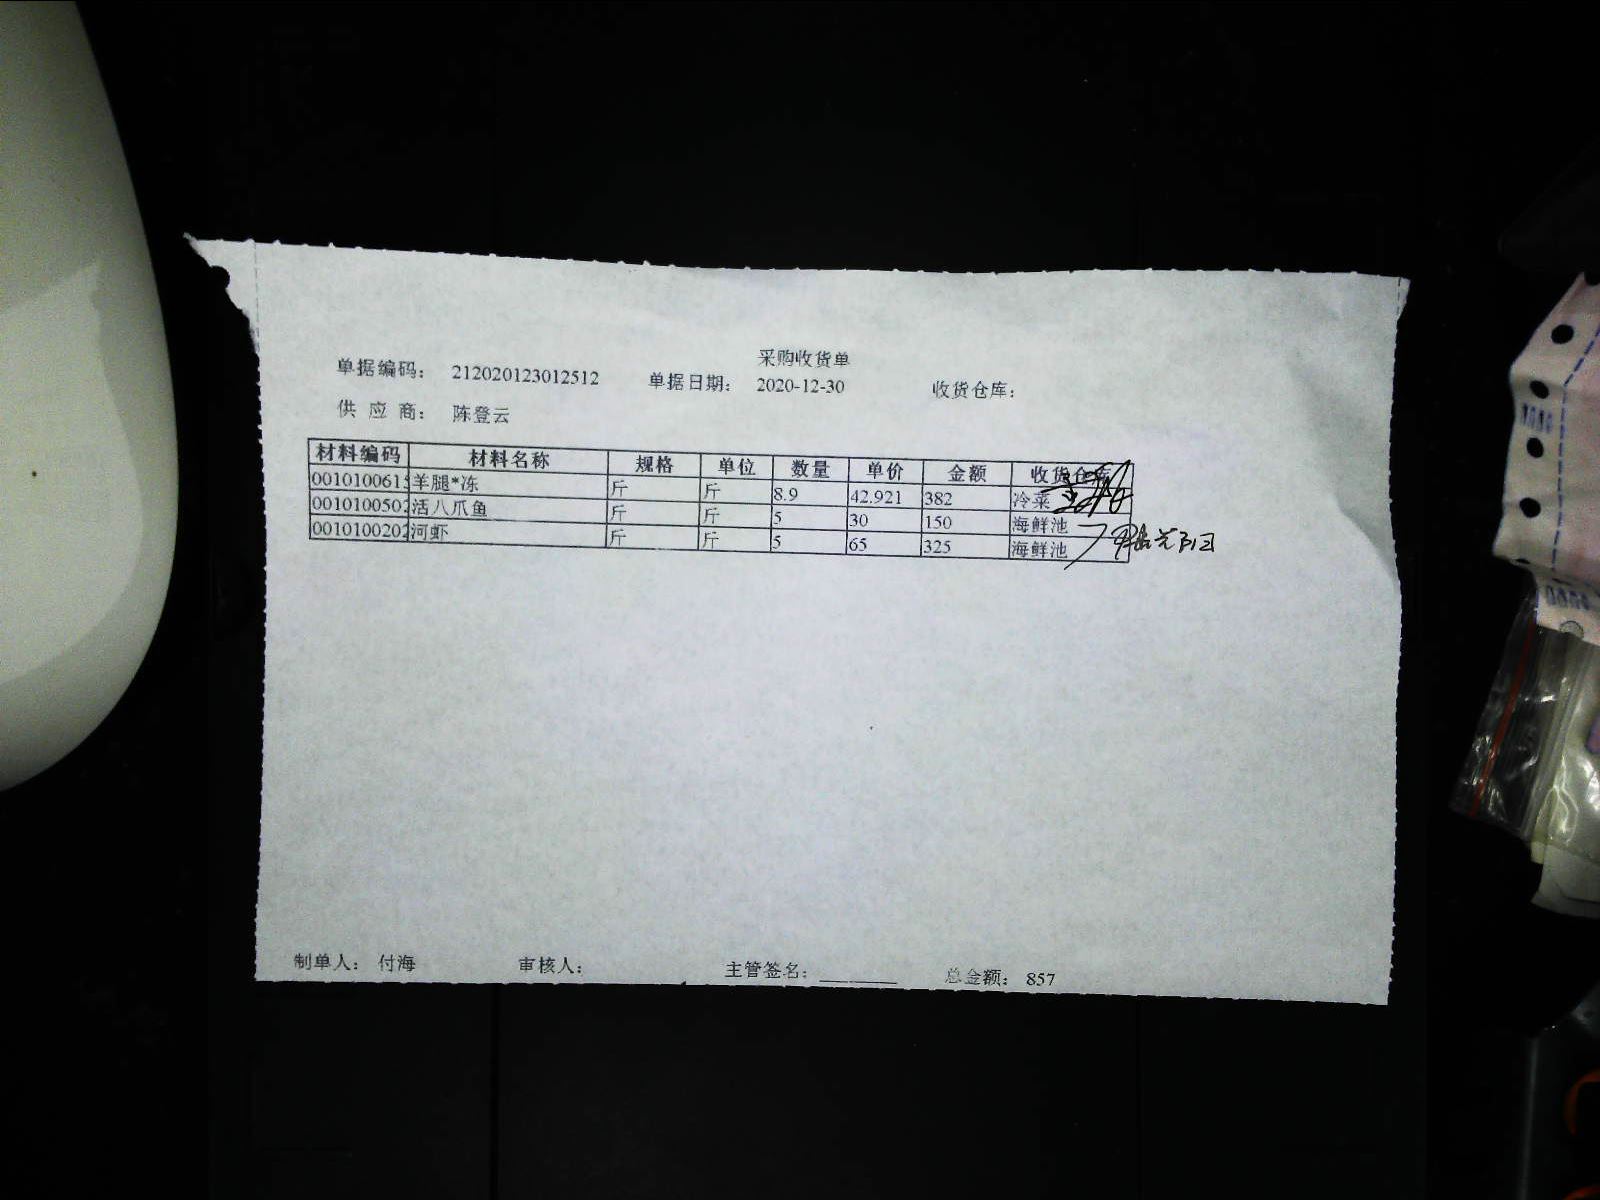 采购收货单
单据编码： 212020123012512 单据日期： 2020-12-30 收货仓库：
供 应 商： 陈登云
材料编码 材料名称 规格 单位 数量 单价 金额 收货仓库
0010100615 羊腿*冻 斤 斤 8.9 42.921 382 冷菜
0010100502 活八爪鱼 斤 斤 5 30 150 海鲜池
0010100202 河虾 斤 斤 5 65 325 海鲜池
制单人： 付海 审核人： 主管签名： 总金额： 857